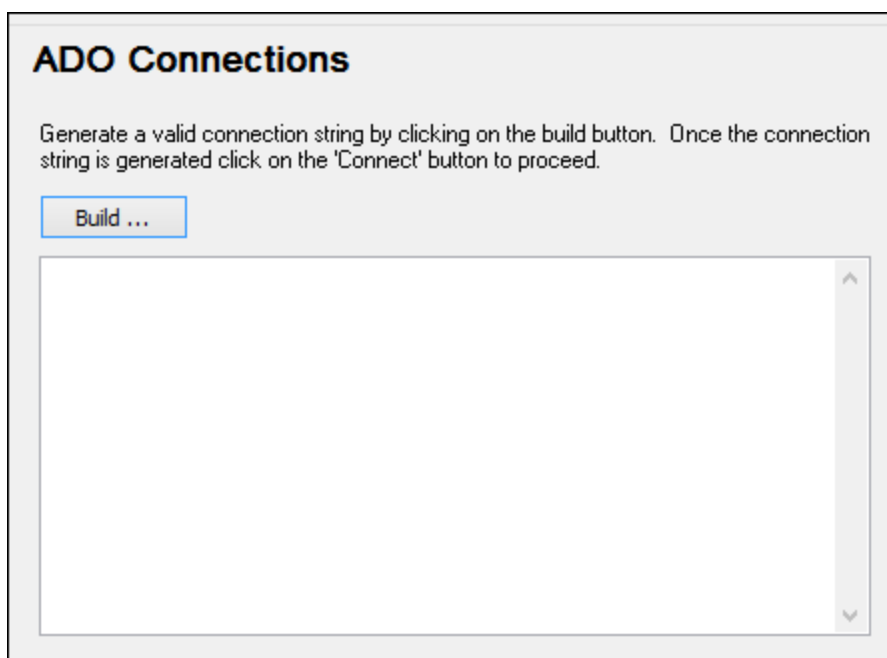 ADO Connections
Generate a valid connection string by clicking on the build button.  Once the connection
string is generated click on the 'Connect' button to proceed.
Build ...